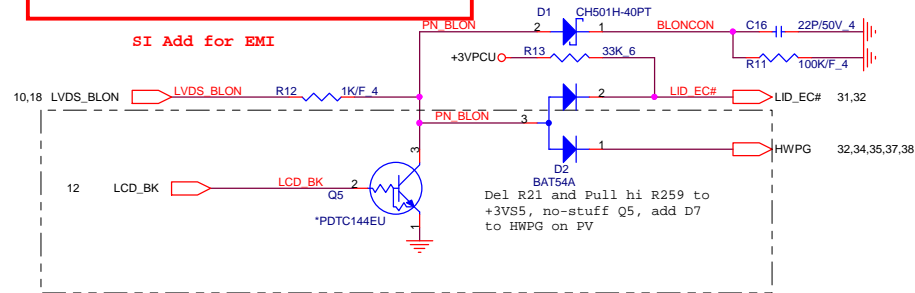 SI Add for EMI
D1 CH501H-40PT
PN_BLON 2 1 BLONCON C16 22P/50V_4
+3VPCU R13 33K_6
R11 100K/F_4
10,18 LVDS_BLON LVDS_BLON R12 1K/F_4
2 LID_EC# LID_EC# 31,32
PN_BLON 3
3 1 HWPG 32,34,35,37,38
D2
BAT54A
12 LCD_BK LCD_BK 2
Q5
*PDTC144EU
1
Del R21 and Pull hi R259 to
+3VS5, no-stuff Q5, add D7
to HWPG on PV